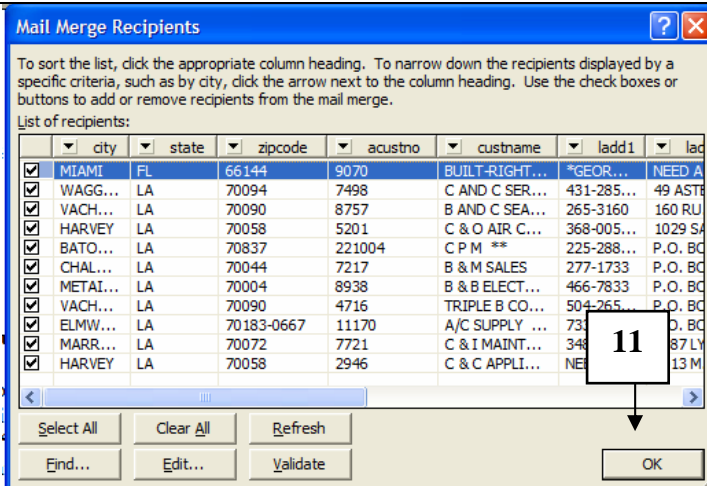 Mail Merge Recipients
To sort the list, click the appropriate column heading. To narrow down the recipients displayed by a
specific criteria, such as by city, click the arrow next to the column heading. Use the check boxes or
buttons to add or remove recipients from the mail merge.
List of recipients:
city state zipcode acustno custname ladd1 lad
MIAMI FL 66144 9070 BUILT-RIGHT... *GEOR... NEED A
WAGG... LA 70094 7498 C AND C SER... 431-285... 49 ASTE
VACH... LA 70090 8757 B AND C SEA... 265-3160 160 RU
HARVEY LA 70058 5201 C & O AIR C... 368-005... 1029 SA
BATO... LA 70837 221004 C P M ** 225-288... P.O. BO
CHAL... LA 70044 7217 B & M SALES 277-1733 P.O. BO
METAI... LA 70004 8938 B & B ELECT... 466-7833 P.O. BO
VACH... LA 70090 4716 TRIPLE B CO... 504-265... P.O. BO
ELMW... LA 70183-0667 11170 A/C SUPPLY ... 733 O. BO
MARR... LA 70072 7721 C & I MAINT... 348 87 LY
HARVEY LA 70058 2946 C & C APPLI... NEE 13 M
11
Select All Clear All Refresh
Find... Edit... Validate OK